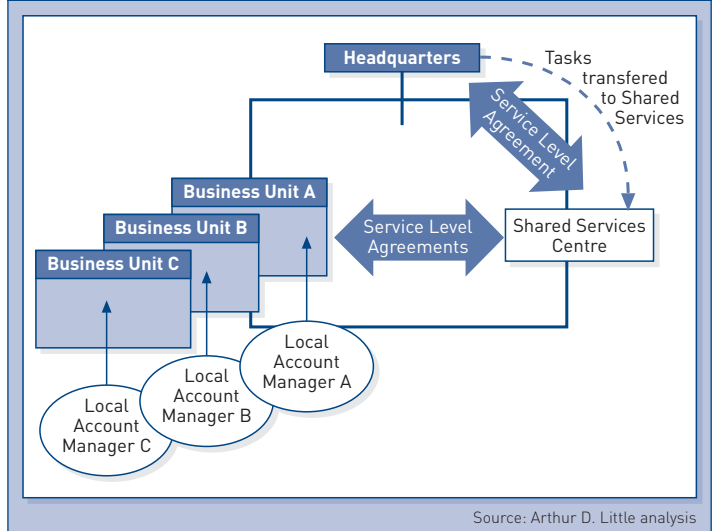 Headquarters
Tasks
transfered
to Shared
Services
Service Level
Agreement
Business Unit A
Business Unit B
Business Unit C
Service Level
Agreements
Shared Services
Centre
Local
Account
Manager A
Local
Account
Manager B
Local
Account
Manager C
Source: Arthur D. Little analysis